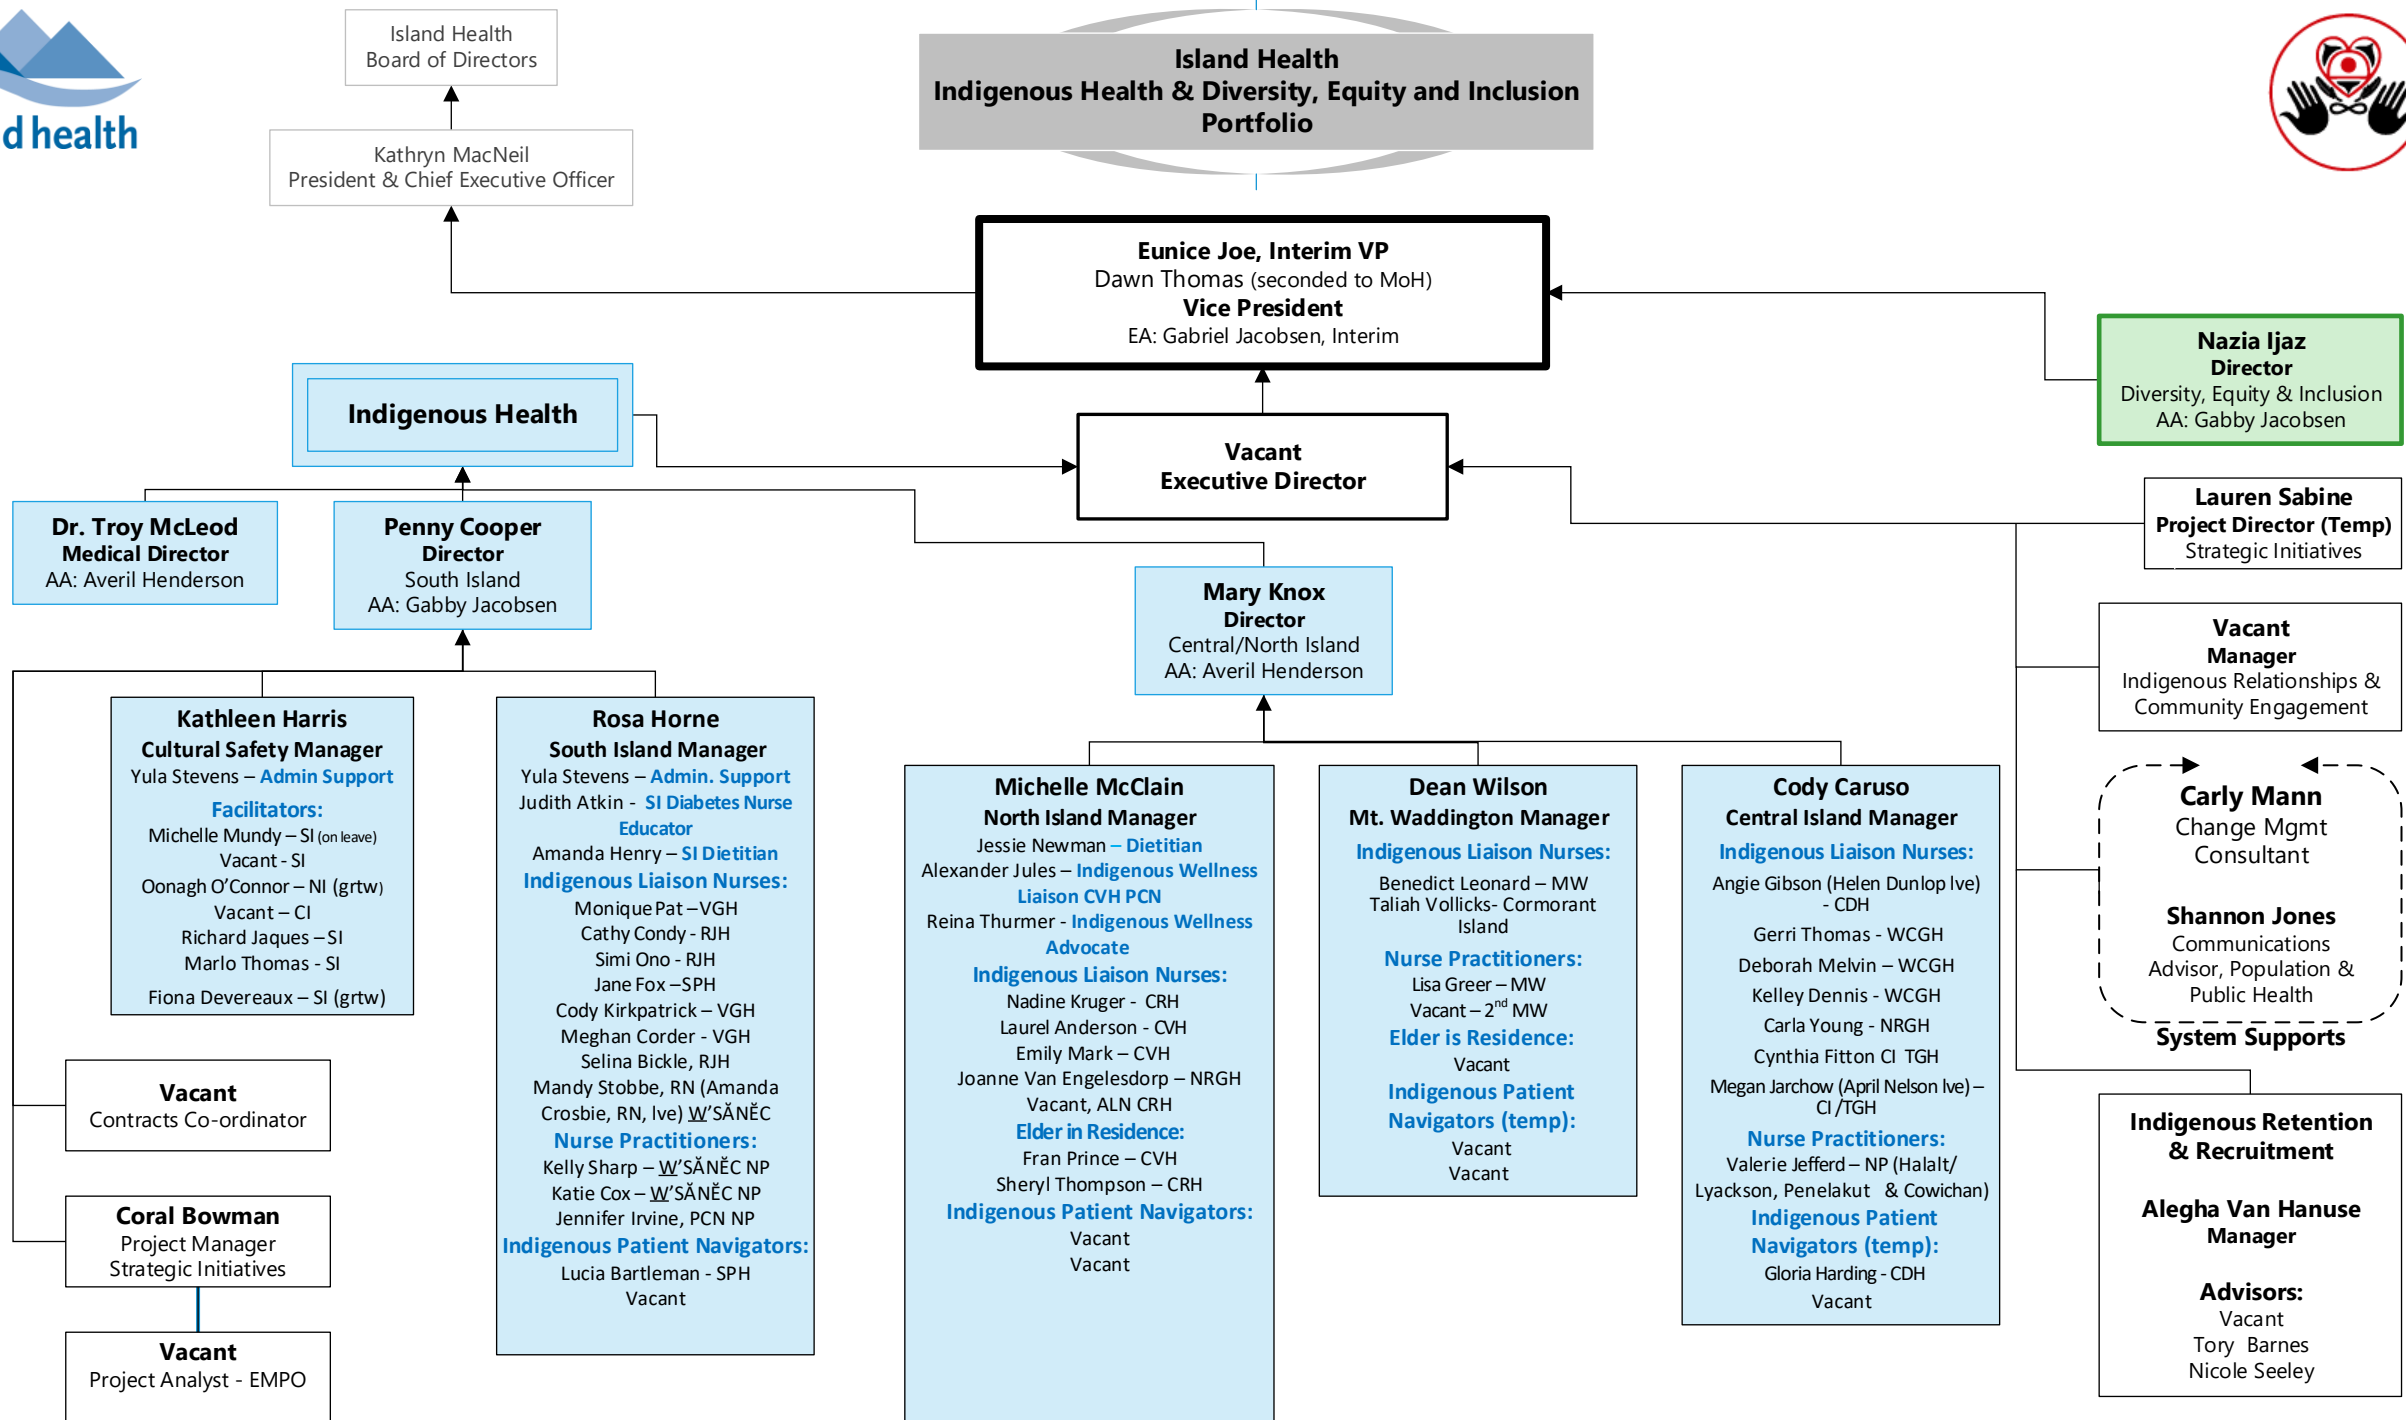 d health
Island Health
Board of Directors
Kathryn MacNeil
President & Chief Executive Officer
Island Health
Indigenous Health & Diversity, Equity and Inclusion
Portfolio
Eunice Joe, Interim VP
Dawn Thomas (seconded to MoH)
Vice President
EA: Gabriel Jacobsen, Interim
Nazia Ijaz
Director
Diversity, Equity & Inclusion
AA: Gabby Jacobsen
Indigenous Health
Vacant
Executive Director
Dr. Troy McLeod
Medical Director
AA: Averil Henderson
Penny Cooper
Director
South Island
AA: Gabby Jacobsen
Mary Knox
Director
Central/North Island
AA: Averil Henderson
Lauren Sabine
Project Director (Temp)
Strategic Initiatives
Vacant
Manager
Indigenous Relationships &
Community Engagement
Kathleen Harris
Cultural Safety Manager
Yula Stevens – Admin Support
Facilitators:
Michelle Mundy – SI (on leave)
Vacant - SI
Oonagh O’Connor – NI (grtw)
Vacant – CI
Richard Jaques – SI
Marlo Thomas - SI
Fiona Devereaux – SI (grtw)
Rosa Horne
South Island Manager
Yula Stevens – Admin. Support
Judith Atkin - SI Diabetes Nurse
Educator
Amanda Henry – SI Dietitian
Indigenous Liaison Nurses:
Monique Pat – VGH
Cathy Condy - RJH
Simi Ono - RJH
Jane Fox – SPH
Cody Kirkpatrick – VGH
Meghan Corder - VGH
Selina Bickle, RJH
Mandy Stobbe, RN (Amanda
Crosbie, RN, lve) W̲’SĂNĔC
Nurse Practitioners:
Kelly Sharp – W̲’SĂNĔC NP
Katie Cox – W̲’SĂNĔC NP
Jennifer Irvine, PCN NP
Indigenous Patient Navigators:
Lucia Bartleman - SPH
Vacant
Michelle McClain
North Island Manager
Jessie Newman – Dietitian
Alexander Jules – Indigenous Wellness
Liaison CVH PCN
Reina Thurmer - Indigenous Wellness
Advocate
Indigenous Liaison Nurses:
Nadine Kruger - CRH
Laurel Anderson - CVH
Emily Mark – CVH
Joanne Van Engelesdorp – NRGH
Vacant, ALN CRH
Elder in Residence:
Fran Prince – CVH
Sheryl Thompson – CRH
Indigenous Patient Navigators:
Vacant
Vacant
Dean Wilson
Mt. Waddington Manager
Indigenous Liaison Nurses:
Benedict Leonard – MW
Taliah Vollicks- Cormorant
Island
Nurse Practitioners:
Lisa Greer – MW
Vacant – 2nd MW
Elder is Residence:
Vacant
Indigenous Patient
Navigators (temp):
Vacant
Vacant
Cody Caruso
Central Island Manager
Indigenous Liaison Nurses:
Angie Gibson (Helen Dunlop lve)
- CDH
Gerri Thomas - WCGH
Deborah Melvin – WCGH
Kelley Dennis - WCGH
Carla Young - NRGH
Cynthia Fitton CI TGH
Megan Jarchow (April Nelson lve) –
CI /TGH
Nurse Practitioners:
Valerie Jefferd – NP (Halalt/
Lyackson, Penelakut & Cowichan)
Indigenous Patient
Navigators (temp):
Gloria Harding - CDH
Vacant
Carly Mann
Change Mgmt
Consultant
Shannon Jones
Communications
Advisor, Population &
Public Health
System Supports
Vacant
Contracts Co-ordinator
Coral Bowman
Project Manager
Strategic Initiatives
Vacant
Project Analyst - EMPO
Indigenous Retention
& Recruitment
Alegha Van Hanuse
Manager
Advisors:
Vacant
Tory Barnes
Nicole Seeley